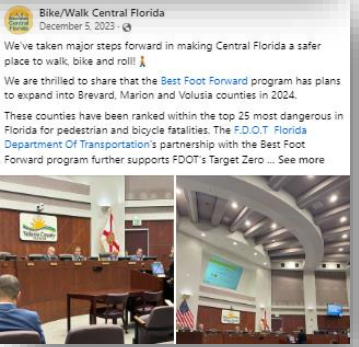 Bike/Walk Central Florida
December 5, 2023 ·
We've taken major steps forward in making Central Florida a safer
place to walk, bike and roll!
We are thrilled to share that the Best Foot Forward program has plans
to expand into Brevard, Marion and Volusia counties in 2024.
These counties have been ranked within the top 25 most dangerous in
Florida for pedestrian and bicycle fatalities. The F.D.O.T Florida
Department Of Transportation's partnership with the Best Foot
Forward program further supports FDOT's Target Zero ... See more
Volusia County